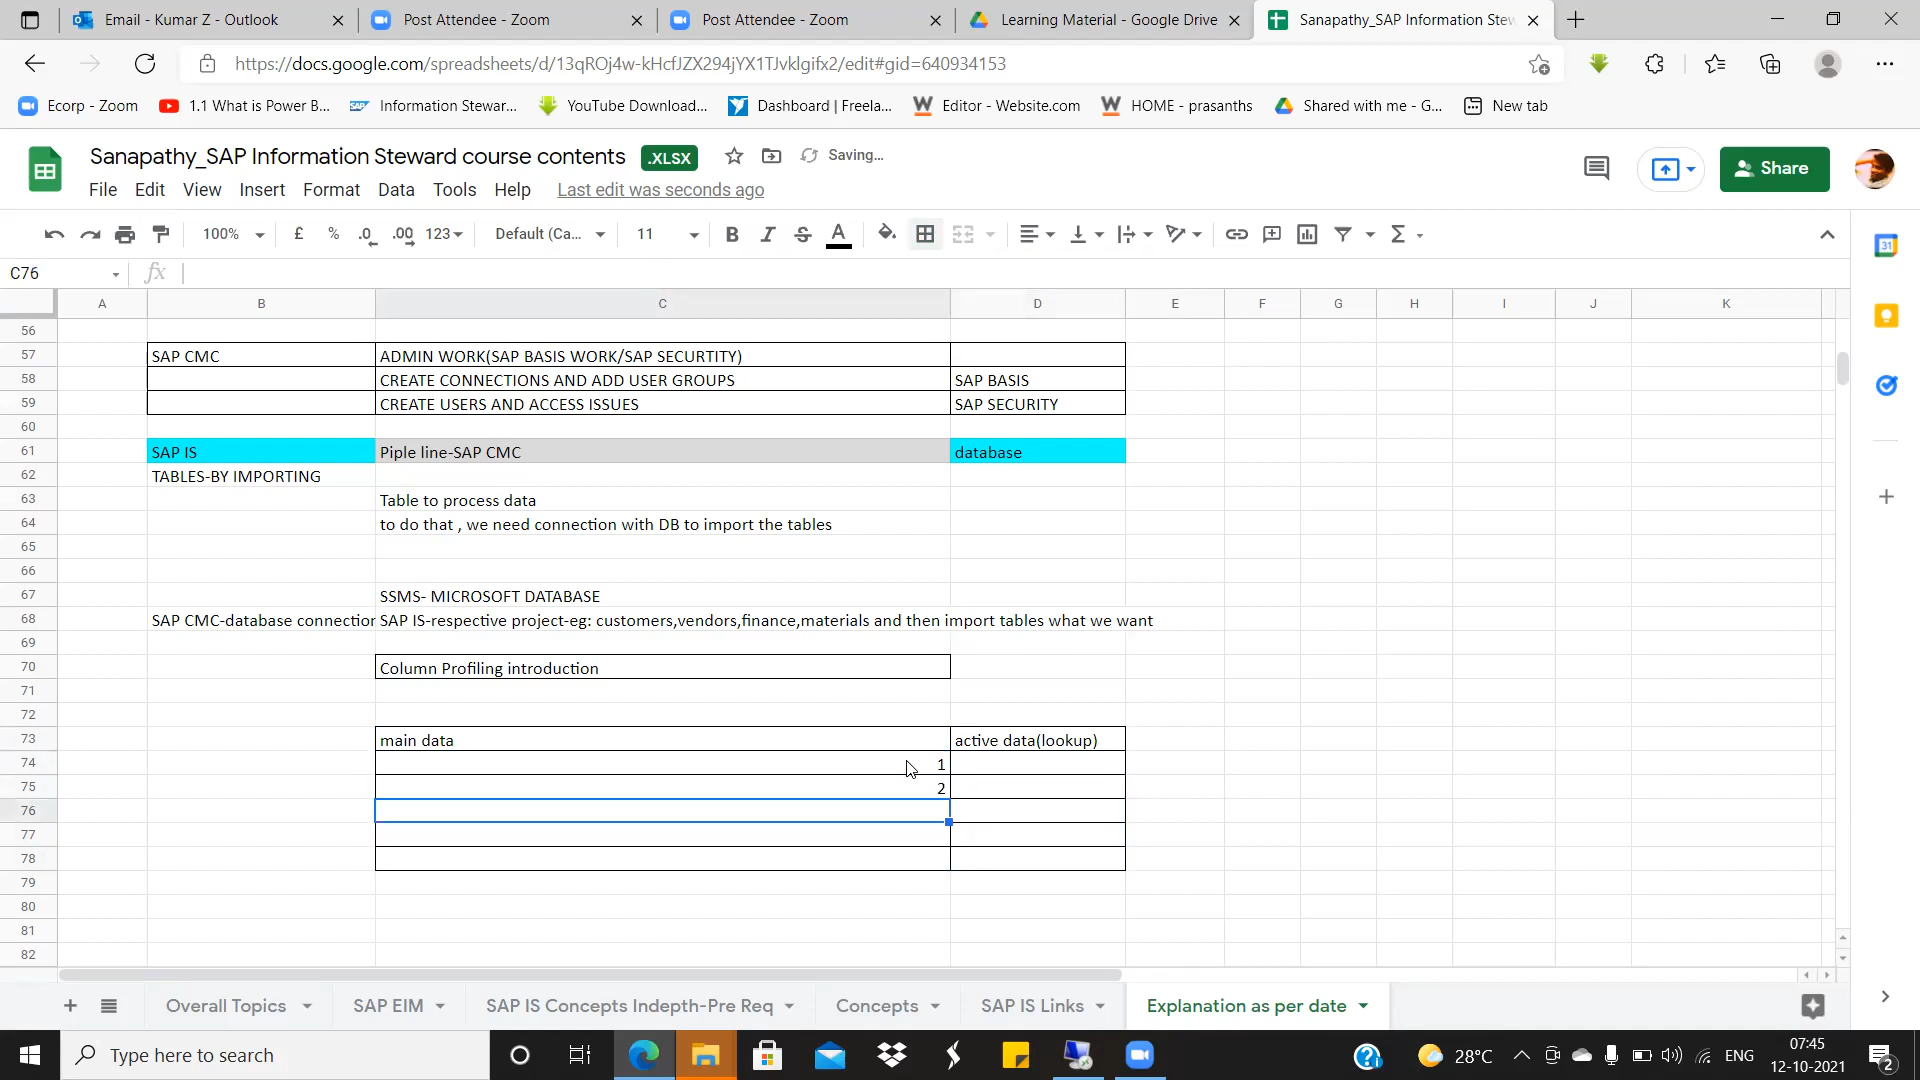 Email - Kumar Z - Outlook
Post Attendee - Zoom
Post Attendee - Zoom
Learning Material - Google Drive
Sanapathy_SAP Information Stew
https://docs.google.com/spreadsheets/d/13qROj4w-kHcfJZX294jYX1TJvklgifx2/edit#gid=640934153
Ecorp - Zoom
1.1 What is Power B...
Information Stewar...
YouTube Download...
Dashboard | Freela...
Editor - Website.com
HOME - prasanths
Shared with me - G...
New tab
Sanapathy_SAP Information Steward course contents .XLSX Saving...
Share
File Edit View Insert Format Data Tools Help Last edit was seconds ago
100% £ % .0 .00 123 Default (Ca... 11 B I S A Σ
31
C76 fx
A B C D E F G H I J K
56
57 SAP CMC ADMIN WORK(SAP BASIS WORK/SAP SECURTITY)
58 CREATE CONNECTIONS AND ADD USER GROUPS SAP BASIS
59 CREATE USERS AND ACCESS ISSUES SAP SECURITY
60
61 SAP IS Piple line-SAP CMC database
62 TABLES-BY IMPORTING
63 Table to process data
64 to do that , we need connection with DB to import the tables
65
66
67 SSMS- MICROSOFT DATABASE
68 SAP CMC-database connection SAP IS-respective project-eg: customers,vendors,finance,materials and then import tables what we want
69
70 Column Profiling introduction
71
72
73 main data active data(lookup)
74 1
75 2
76
77
78
79
80
81
82
Overall Topics
SAP EIM
SAP IS Concepts Indepth-Pre Req
Concepts
SAP IS Links
Explanation as per date
Type here to search
28°C
ENG
07:45
12-10-2021
2